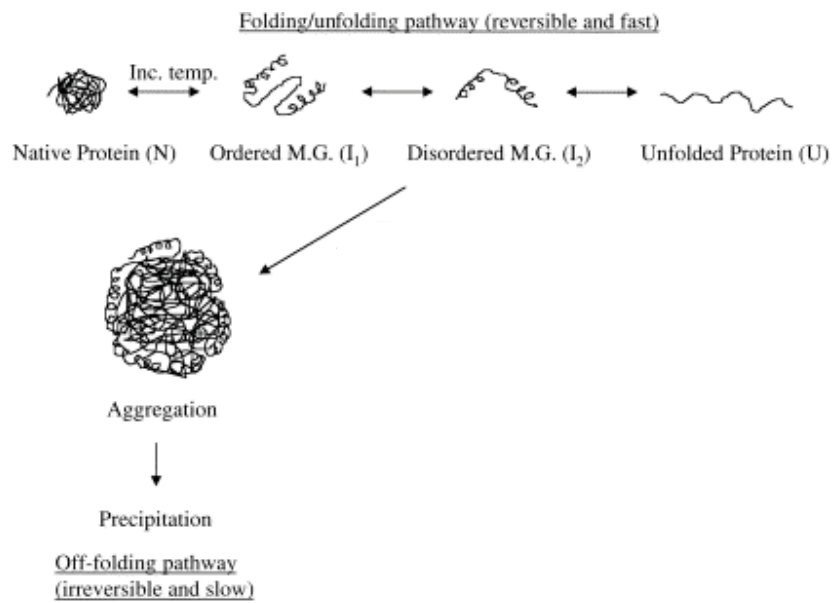 Folding/unfolding pathway (reversible and fast)
Inc. temp.
Native Protein (N) Ordered M.G. (I₁) Disordered M.G. (I₂) Unfolded Protein (U)
Aggregation
Precipitation
Off-folding pathway
(irreversible and slow)